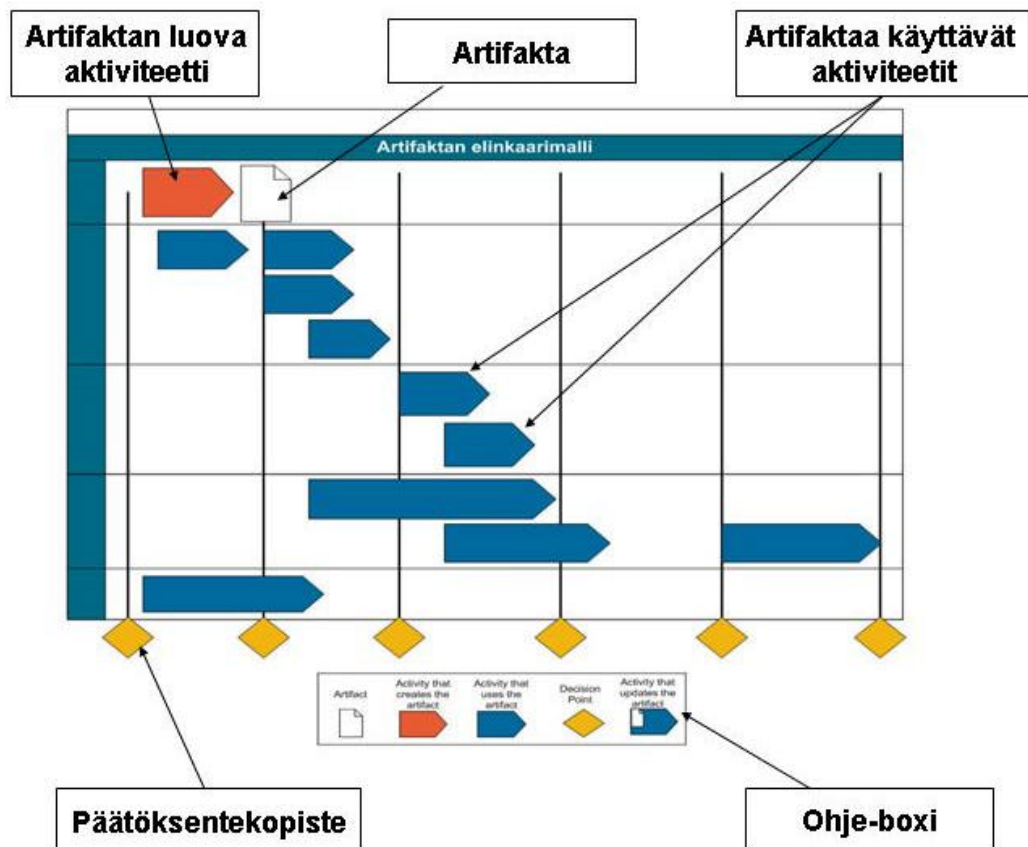 Artifaktan luova
aktiviteetti
Artifakta
Artifaktaa käyttävät
aktiviteetit
Artifaktan elinkaarimalli
Artifact
Activity that
creates the
artifact
Activity that
uses the
artifact
Decision
Point
Activity that
updates the
artifact
Päätöksentekopiste
Ohje-boxi